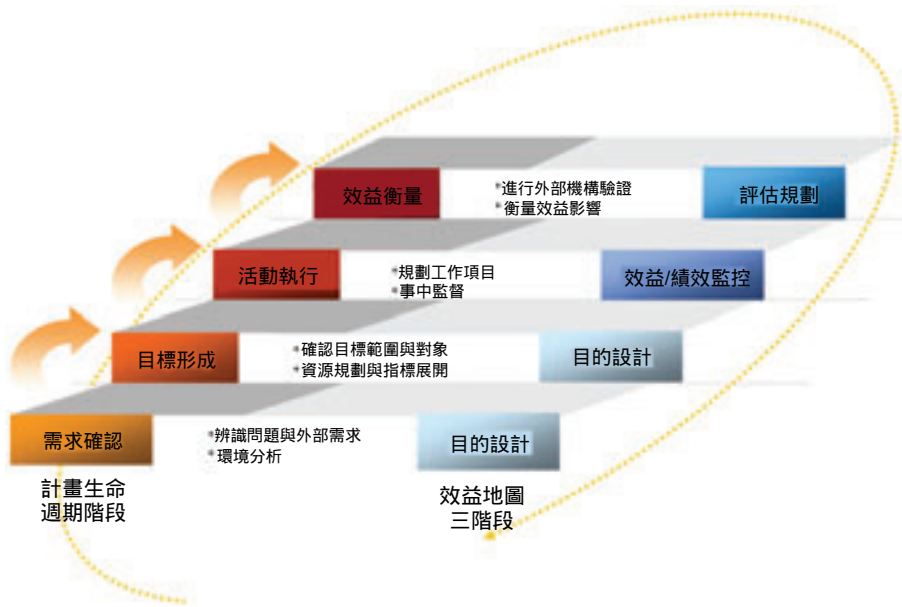 效益衡量
*進行外部機構驗證
*衡量效益影響
評估規劃
活動執行
*規劃工作項目
*事中監督
效益/績效監控
目標形成
*確認目標範圍與對象
*資源規劃與指標展開
目的設計
需求確認
*辨識問題與外部需求
*環境分析
目的設計
計畫生命
週期階段
效益地圖
三階段